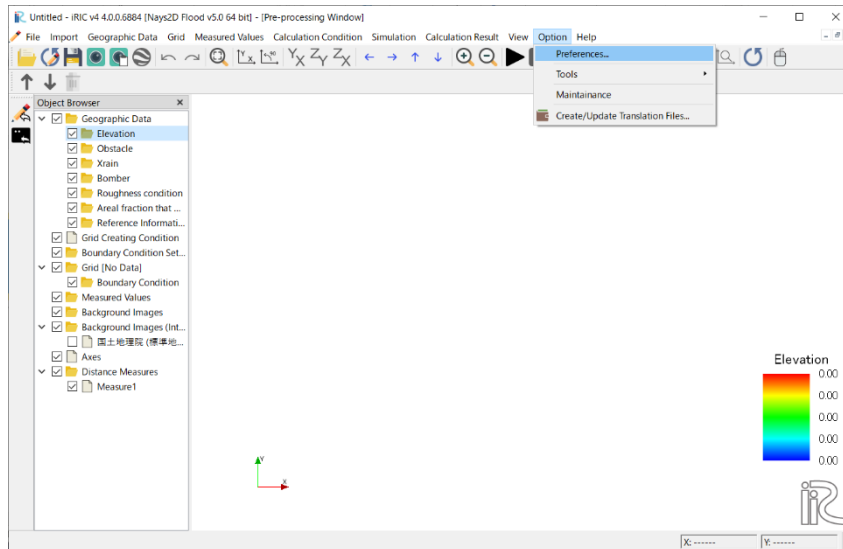 Untitled - iRIC v4 4.0.0.6884 [Nays2D Flood v5.0 64 bit] - [Pre-processing Window]
File Import Geographic Data Grid Measured Values Calculation Condition Simulation Calculation Result View Option Help
Preferences...
Tools
Maintainance
Create/Update Translation Files...
Object Browser
Geographic Data
Elevation
Obstacle
Xrain
Bomber
Roughness condition
Areal fraction that ...
Reference Informati...
Grid Creating Condition
Boundary Condition Set...
Grid [No Data]
Boundary Condition
Measured Values
Background Images
Background Images (Int...
国土地理院 (標準地...
Axes
Distance Measures
Measure1
Elevation
0.00
0.00
0.00
0.00
0.00
Y
X
iRIC
X: ------
Y: ------